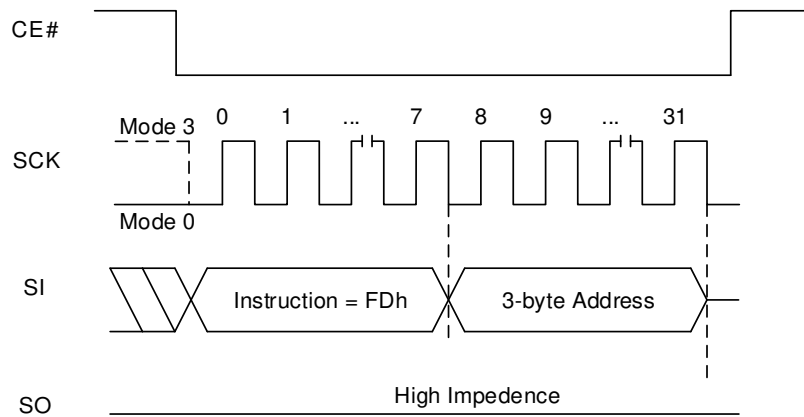 CE#
Mode 3
0 1 ... 7 8 9 ... 31
SCK
Mode 0
SI
Instruction = FDh
3-byte Address
High Impedence
SO